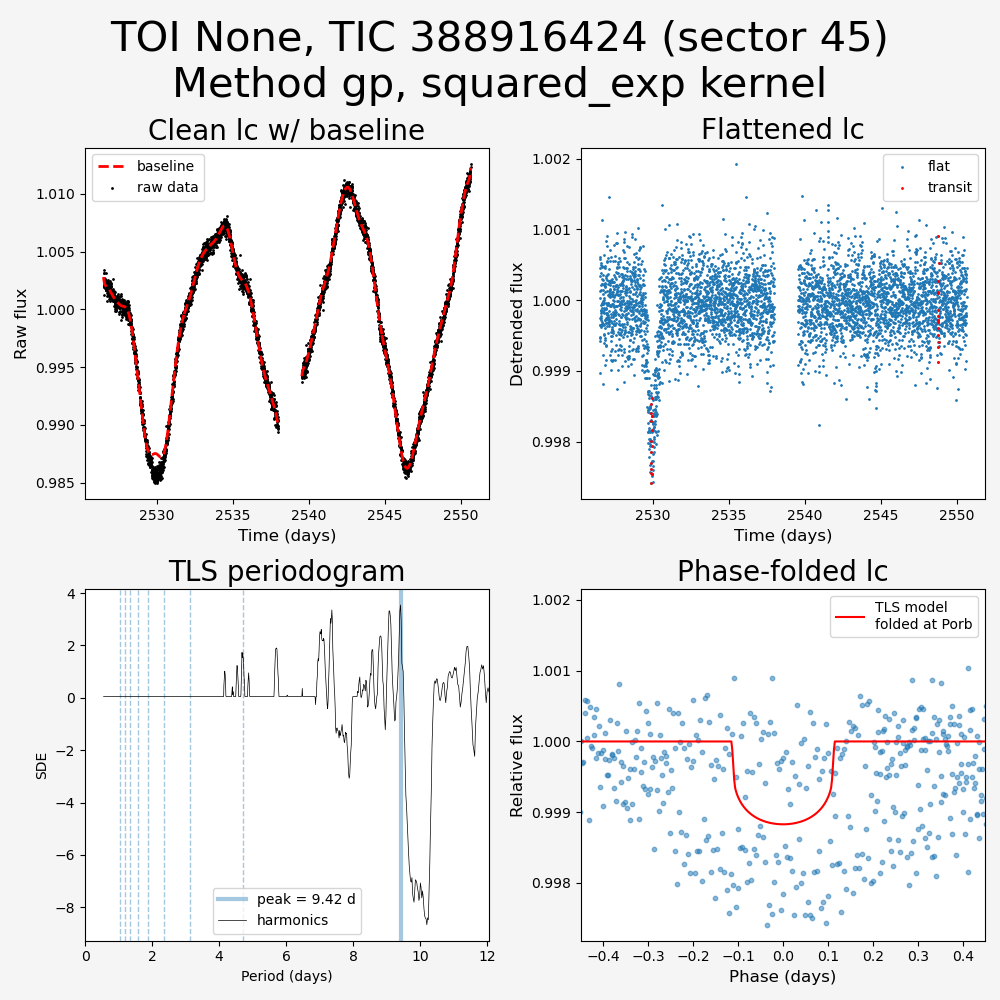 TOI None, TIC 388916424 (sector 45)
Method gp, squared_exp kernel
Clean lc w/ baseline
baseline
raw data
Raw flux
1.010
1.005
1.000
0.995
0.990
0.985
2530
2535
2540
2545
2550
Time (days)
Flattened lc
flat
transit
Detrended flux
1.002
1.001
1.000
0.999
0.998
2530
2535
2540
2545
2550
Time (days)
TLS periodogram
SDE
4
2
0
−2
−4
−6
−8
peak = 9.42 d
harmonics
0
2
4
6
8
10
12
Period (days)
Phase-folded lc
TLS model
folded at Porb
Relative flux
1.002
1.001
1.000
0.999
0.998
−0.4
−0.3
−0.2
−0.1
0.0
0.1
0.2
0.3
0.4
Phase (days)